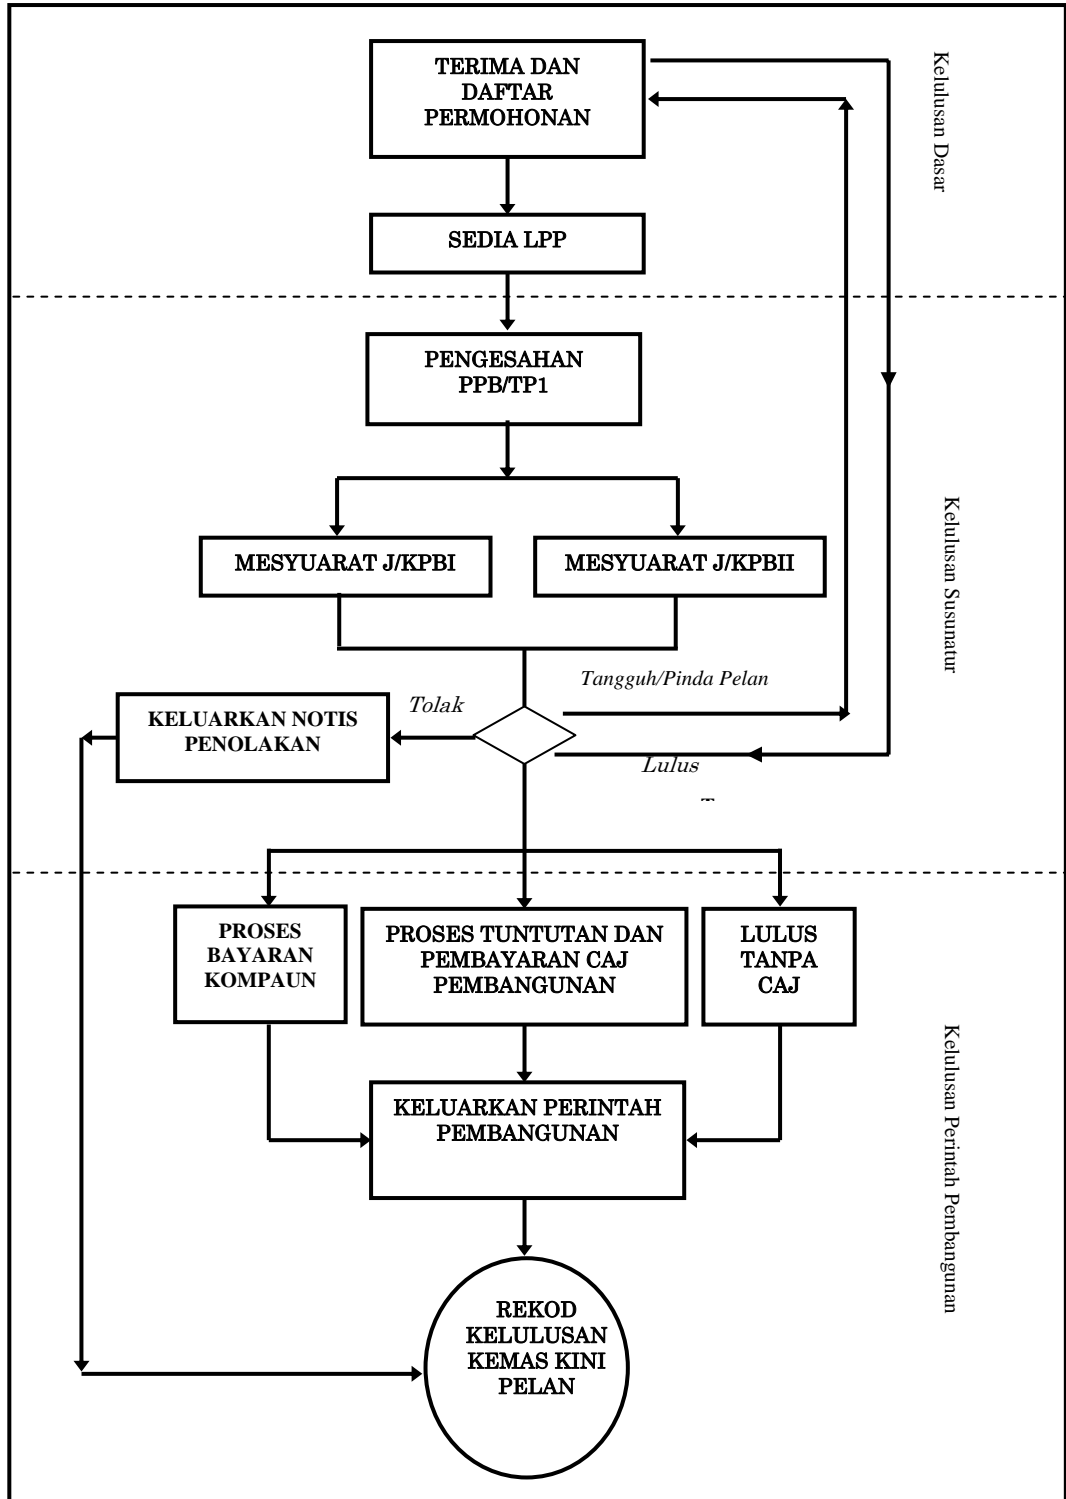 TERIMA DAN
DAFTAR
PERMOHONAN
Kelulusan Dasar
SEDIA LPP
PENGESAHAN
PPB/TP1
Kelulusan Susunatur
MESYUARAT J/KPBI
MESYUARAT J/KPBII
Tangguh/Pinda Pelan
Tolak
KELUARKAN NOTIS
PENOLAKAN
Lulus
PROSES
BAYARAN
KOMPAUN
PROSES TUNTUTAN DAN
PEMBAYARAN CAJ
PEMBANGUNAN
LULUS
TANPA
CAJ
Kelulusan Perintah Pembangunan
KELUARKAN PERINTAH
PEMBANGUNAN
REKOD
KELULUSAN
KEMAS KINI
PELAN